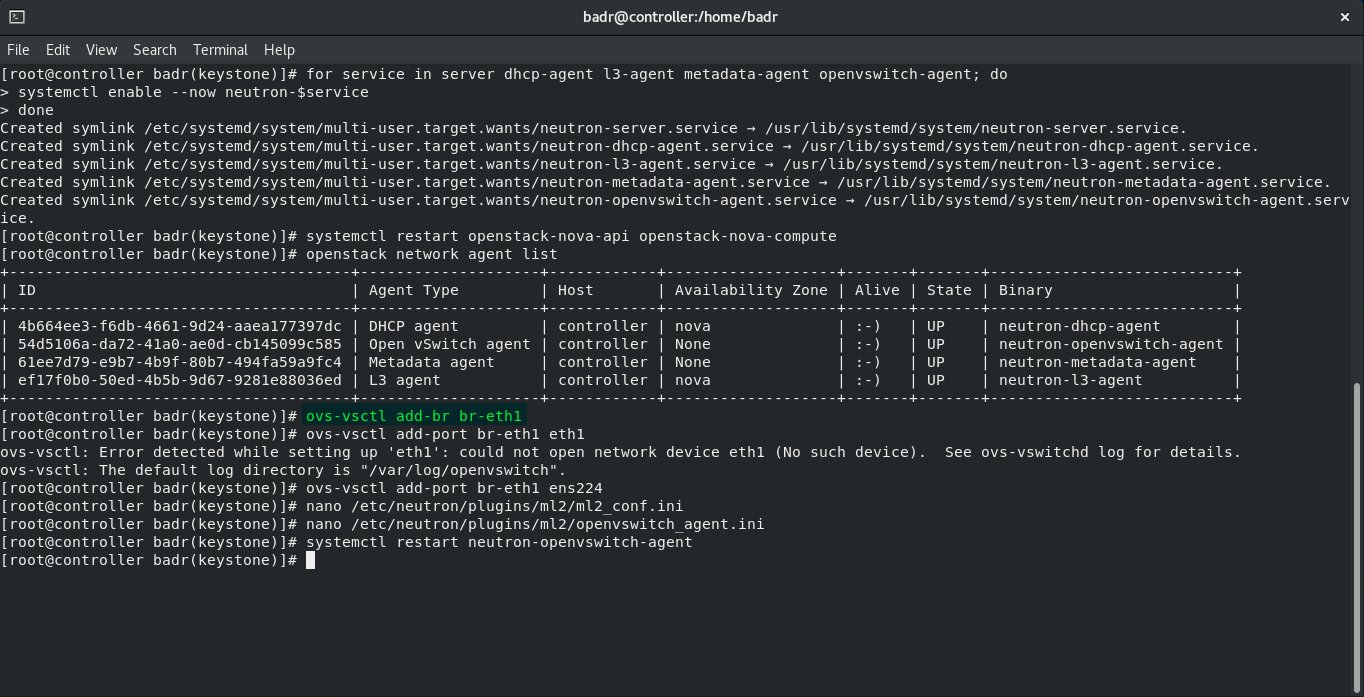 badr@controller:/home/badr
File Edit View Search Terminal Help
[root@controller badr(keystone)]# for service in server dhcp-agent l3-agent metadata-agent openvswitch-agent; do
> systemctl enable --now neutron-$service
> done
Created symlink /etc/systemd/system/multi-user.target.wants/neutron-server.service → /usr/lib/systemd/system/neutron-server.service.
Created symlink /etc/systemd/system/multi-user.target.wants/neutron-dhcp-agent.service → /usr/lib/systemd/system/neutron-dhcp-agent.service.
Created symlink /etc/systemd/system/multi-user.target.wants/neutron-l3-agent.service → /usr/lib/systemd/system/neutron-l3-agent.service.
Created symlink /etc/systemd/system/multi-user.target.wants/neutron-metadata-agent.service → /usr/lib/systemd/system/neutron-metadata-agent.service.
Created symlink /etc/systemd/system/multi-user.target.wants/neutron-openvswitch-agent.service → /usr/lib/systemd/system/neutron-openvswitch-agent.serv
ice.
[root@controller badr(keystone)]# systemctl restart openstack-nova-api openstack-nova-compute
[root@controller badr(keystone)]# openstack network agent list
+--------------------------------------+--------------------+------------+-------------------+-------+-------+---------------------------+
| ID                                   | Agent Type         | Host       | Availability Zone | Alive | State | Binary                    |
+--------------------------------------+--------------------+------------+-------------------+-------+-------+---------------------------+
| 4b664ee3-f6db-4661-9d24-aaea177397dc | DHCP agent         | controller | nova              | :-)   | UP    | neutron-dhcp-agent        |
| 54d5106a-da72-41a0-ae0d-cb145099c585 | Open vSwitch agent | controller | None              | :-)   | UP    | neutron-openvswitch-agent |
| 61ee7d79-e9b7-4b9f-80b7-494fa59a9fc4 | Metadata agent     | controller | None              | :-)   | UP    | neutron-metadata-agent    |
| ef17f0b0-50ed-4b5b-9d67-9281e88036ed | L3 agent           | controller | nova              | :-)   | UP    | neutron-l3-agent          |
+--------------------------------------+--------------------+------------+-------------------+-------+-------+---------------------------+
[root@controller badr(keystone)]# ovs-vsctl add-br br-eth1
[root@controller badr(keystone)]# ovs-vsctl add-port br-eth1 eth1
ovs-vsctl: Error detected while setting up 'eth1': could not open network device eth1 (No such device).  See ovs-vswitchd log for details.
ovs-vsctl: The default log directory is "/var/log/openvswitch".
[root@controller badr(keystone)]# ovs-vsctl add-port br-eth1 ens224
[root@controller badr(keystone)]# nano /etc/neutron/plugins/ml2/ml2_conf.ini
[root@controller badr(keystone)]# nano /etc/neutron/plugins/ml2/openvswitch_agent.ini
[root@controller badr(keystone)]# systemctl restart neutron-openvswitch-agent
[root@controller badr(keystone)]#